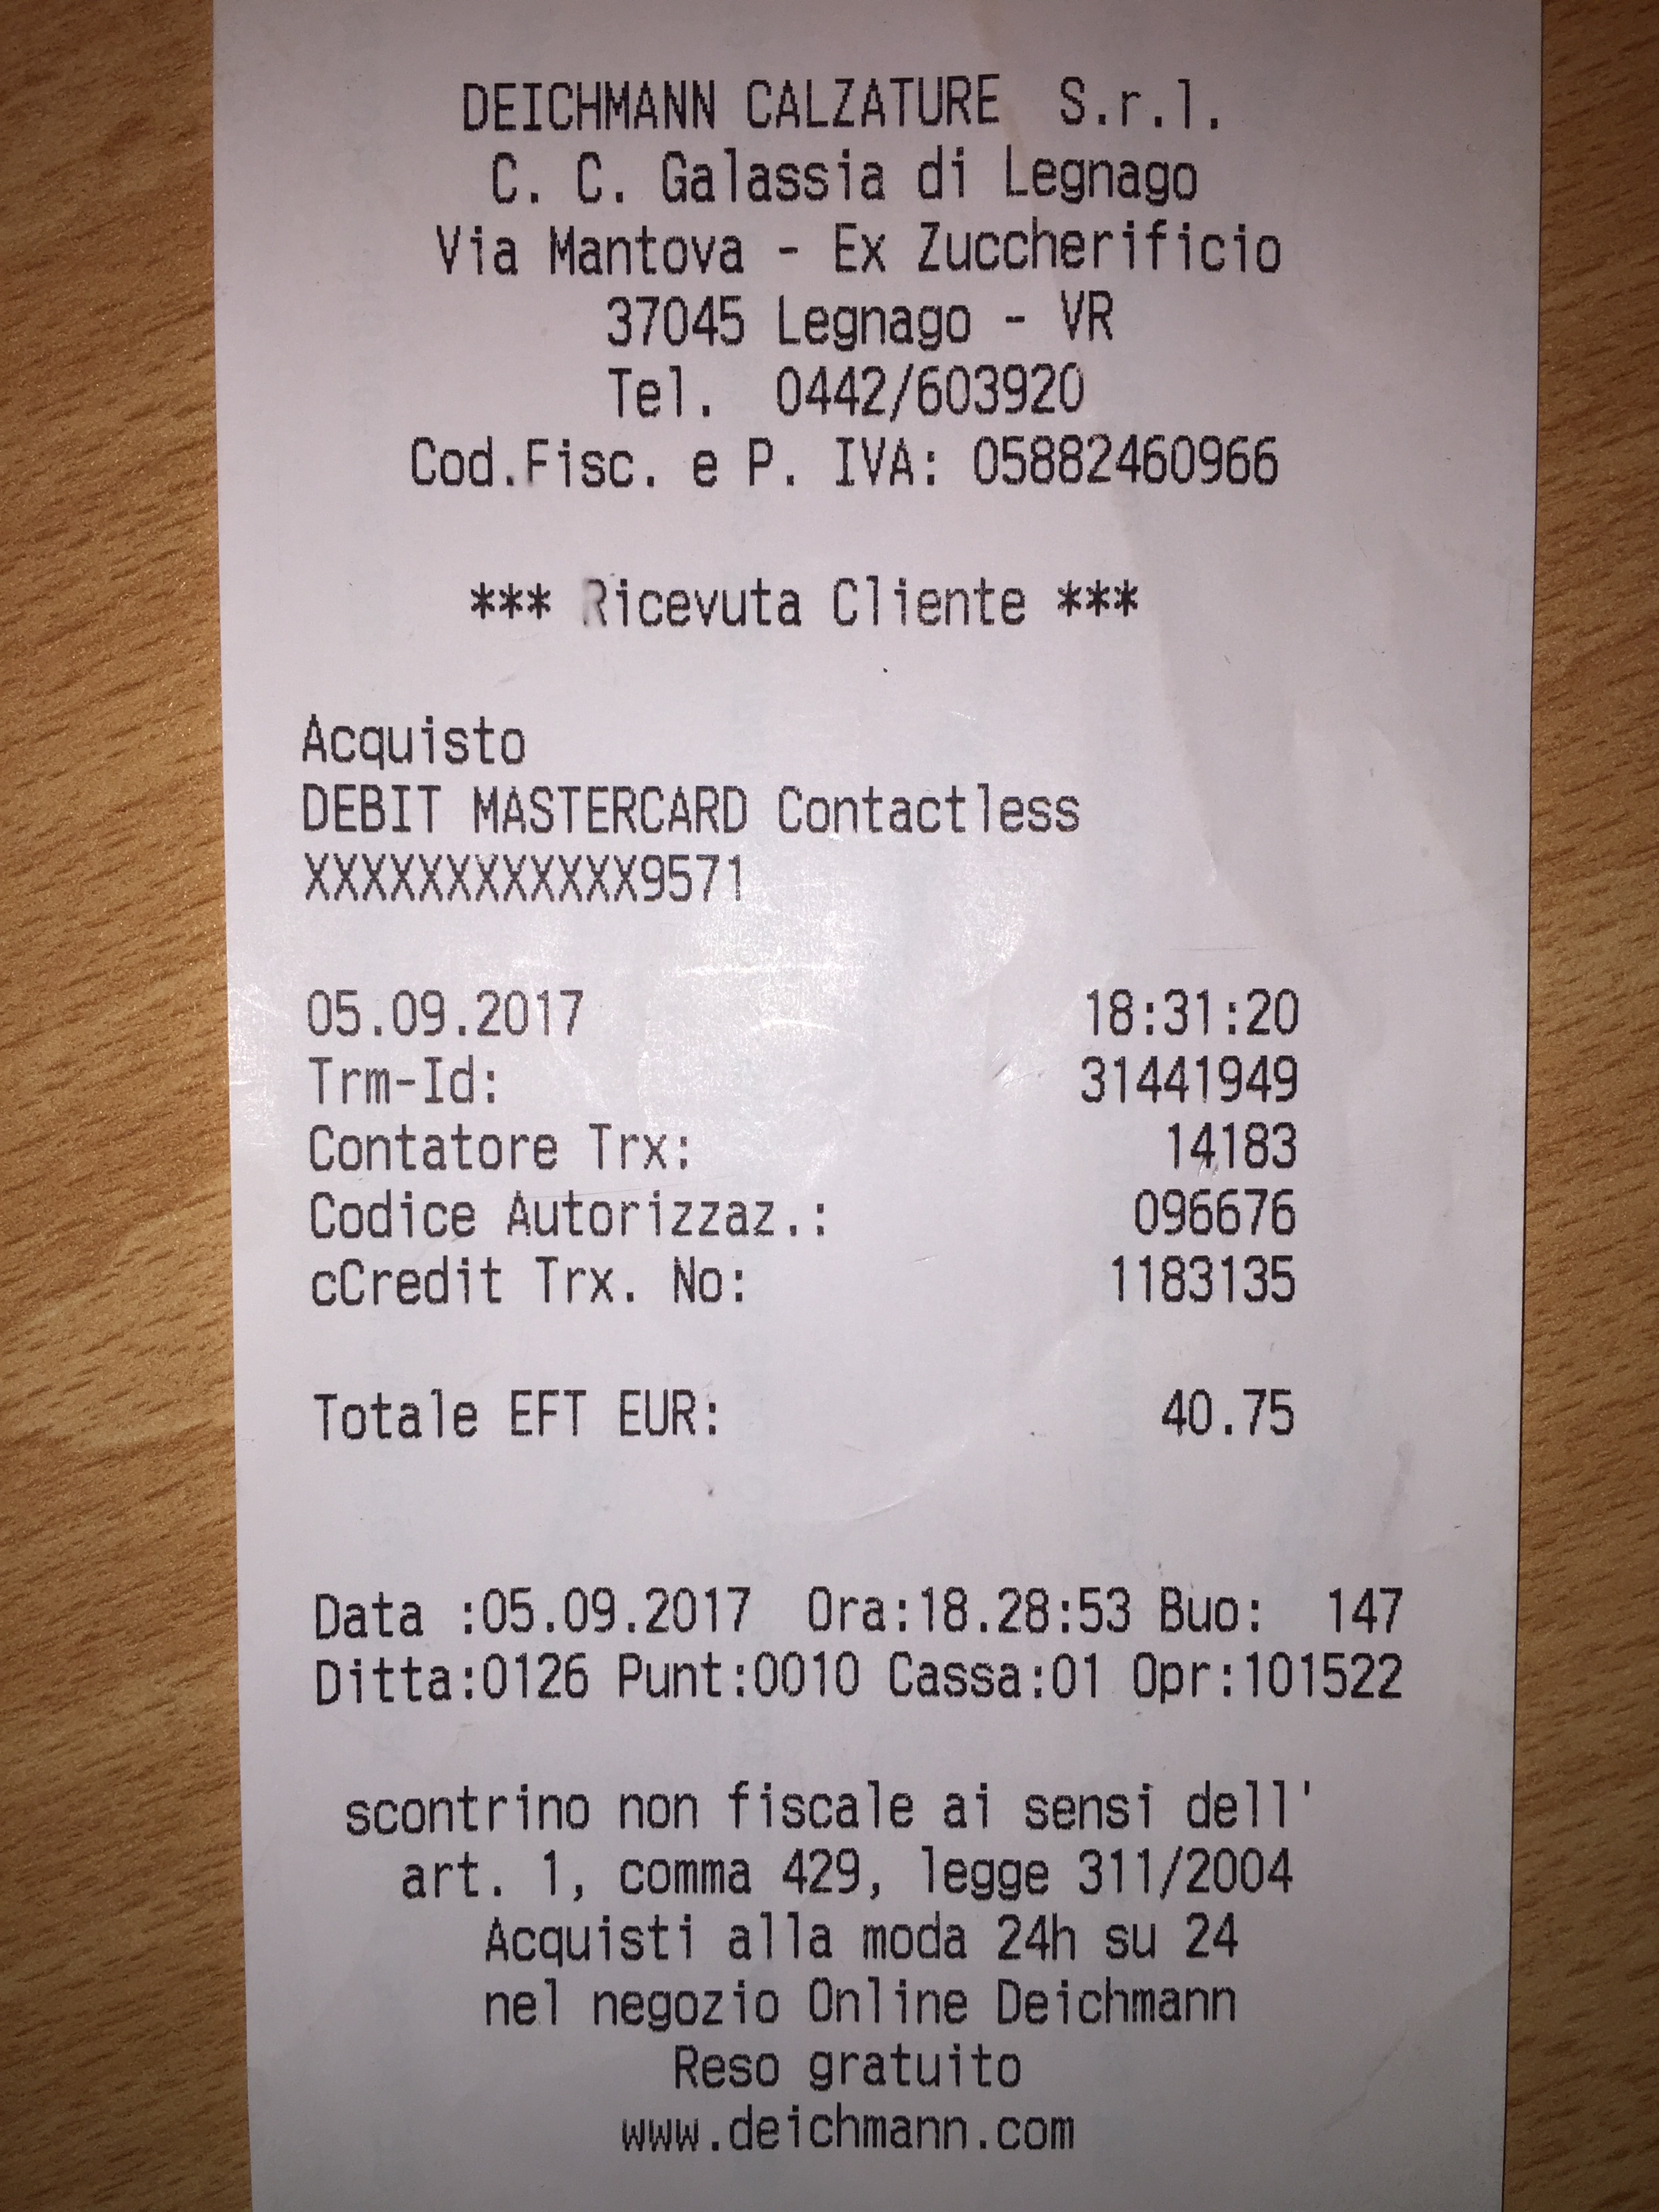 DEICHMANN CALZATURE S.r.l.
C. C. Galassia di Legnago
Via Mantova - Ex Zuccherificio
37045 Legnago - VR
Tel. 0442/603920
Cod.Fisc. e P. IVA: 05882460966
*** Ricevuta Cliente ***
Acquisto
DEBIT MASTERCARD Contactless
XXXXXXXXXXXX9571
05.09.2017 18:31:20
Trm-Id: 31441949
Contatore Trx: 14183
Codice Autorizzaz.: 096676
cCredit Trx. No: 1183135
Totale EFT EUR: 40.75
Data :05.09.2017 Ora:18.28:53 Buo: 147
Ditta:0126 Punt:0010 Cassa:01 Opr:101522
scontrino non fiscale ai sensi dell'
art. 1, comma 429, legge 311/2004
Acquisti alla moda 24h su 24
nel negozio Online Deichmann
Reso gratuito
www.deichmann.com